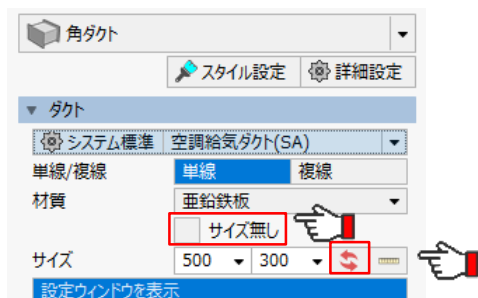 角ダクト
スタイル設定 詳細設定
ダクト
システム標準 空調給気ダクト(SA)
単線/複線 単線 複線
材質 亜鉛鉄板
サイズ無し
サイズ 500 300
設定ウィンドウを表示